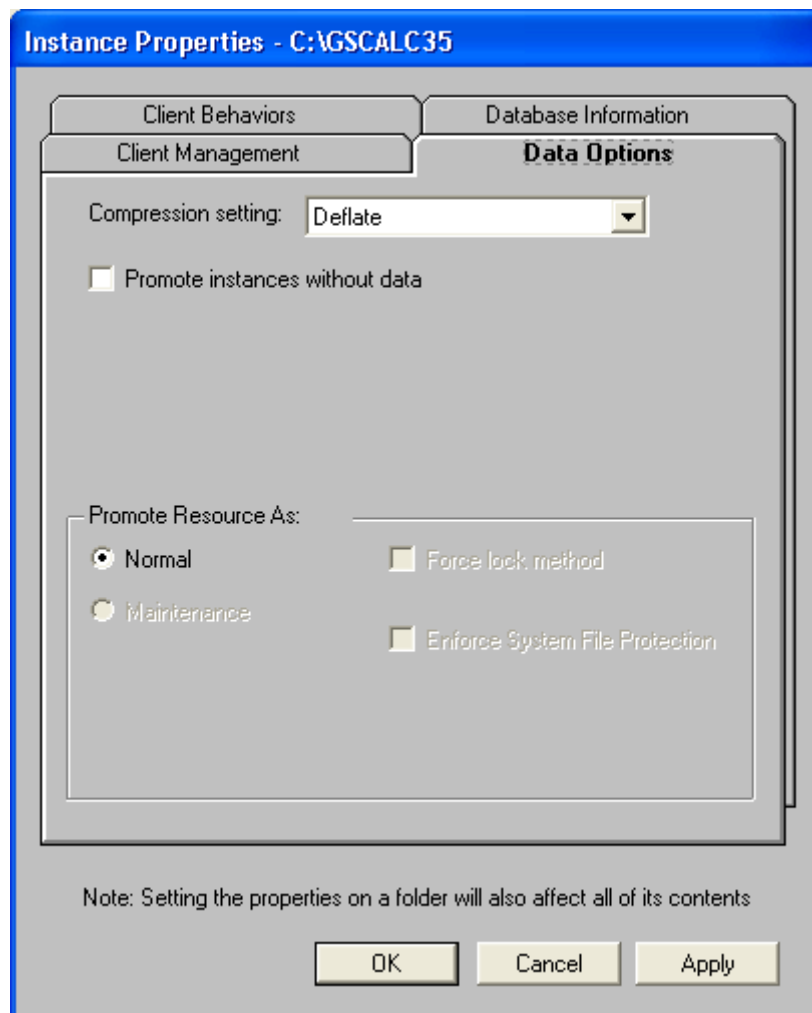 Instance Properties - C:\GSCALC35
Client Behaviors
Database Information
Client Management
Data Options
Compression setting:
Deflate
Promote instances without data
Promote Resource As:
Normal
Force lock method
Maintenance
Enforce System File Protection
Note: Setting the properties on a folder will also affect all of its contents
OK
Cancel
Apply